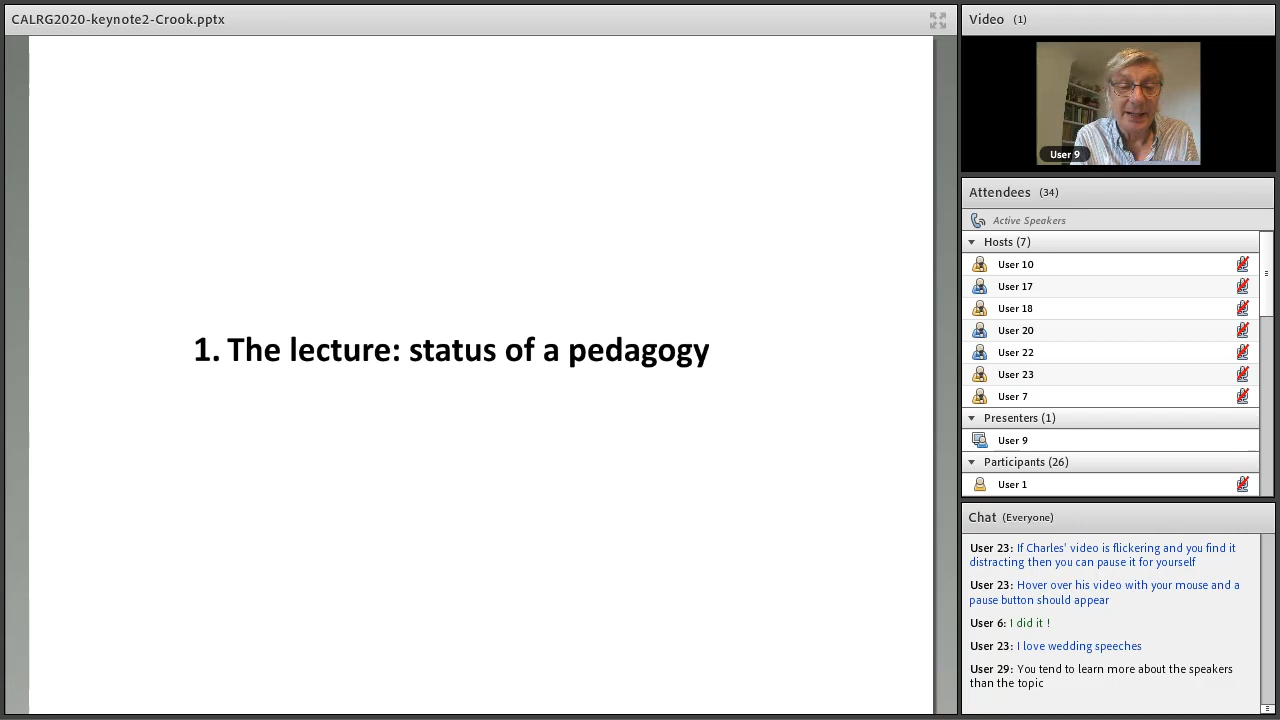 CALRG2020-keynote2-Crook.pptx
1. The lecture: status of a pedagogy
Video (1)
User 9
Attendees (34)
Active Speakers
Hosts (7)
User 10
User 17
User 18
User 20
User 22
User 23
User 7
Presenters (1)
User 9
Participants (26)
User 1
Chat (Everyone)
User 23: If Charles' video is flickering and you find it
distracting then you can pause it for yourself
User 23: Hover over his video with your mouse and a
pause button should appear
User 6: I did it !
User 23: I love wedding speeches
User 29: You tend to learn more about the speakers
than the topic